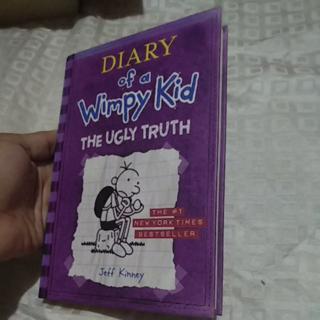 DIARY
of a
Wimpy Kid
THE UGLY TRUTH
THE #1
NEW YORK TIMES
BESTSELLER
Jeff Kinney